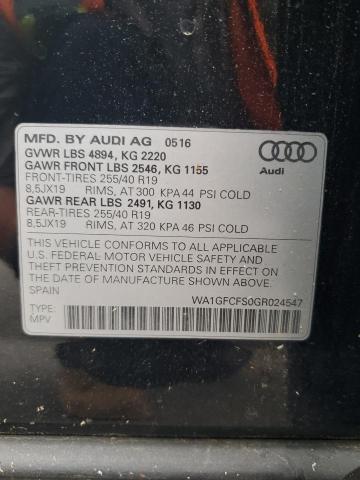 MFD. BY AUDI AG 0516
GVWR LBS 4894, KG 2220
GAWR FRONT LBS 2546, KG 1155
FRONT-TIRES 255/40 R19
8,5JX19 RIMS, AT 300 KPA 44 PSI COLD
GAWR REAR LBS 2491, KG 1130
REAR-TIRES 255/40 R19
8,5JX19 RIMS, AT 320 KPA 46 PSI COLD
Audi
THIS VEHICLE CONFORMS TO ALL APPLICABLE
U.S. FEDERAL MOTOR VEHICLE SAFETY AND
THEFT PREVENTION STANDARDS IN EFFECT ON
THE DATE OF MANUFACTURE SHOWN ABOVE.
SPAIN
WA1GFCFS0GR024547
TYPE:
MPV